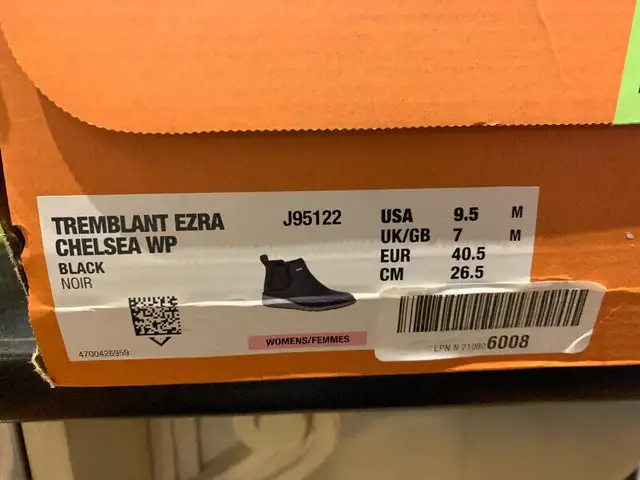 TREMBLANT EZRA
CHELSEA WP
BLACK
NOIR
4700426959
J95122
WOMENS/FEMMES
USA 9.5 M
UK/GB 7 M
EUR 40.5
CM 26.5
LPN N 21080 6008